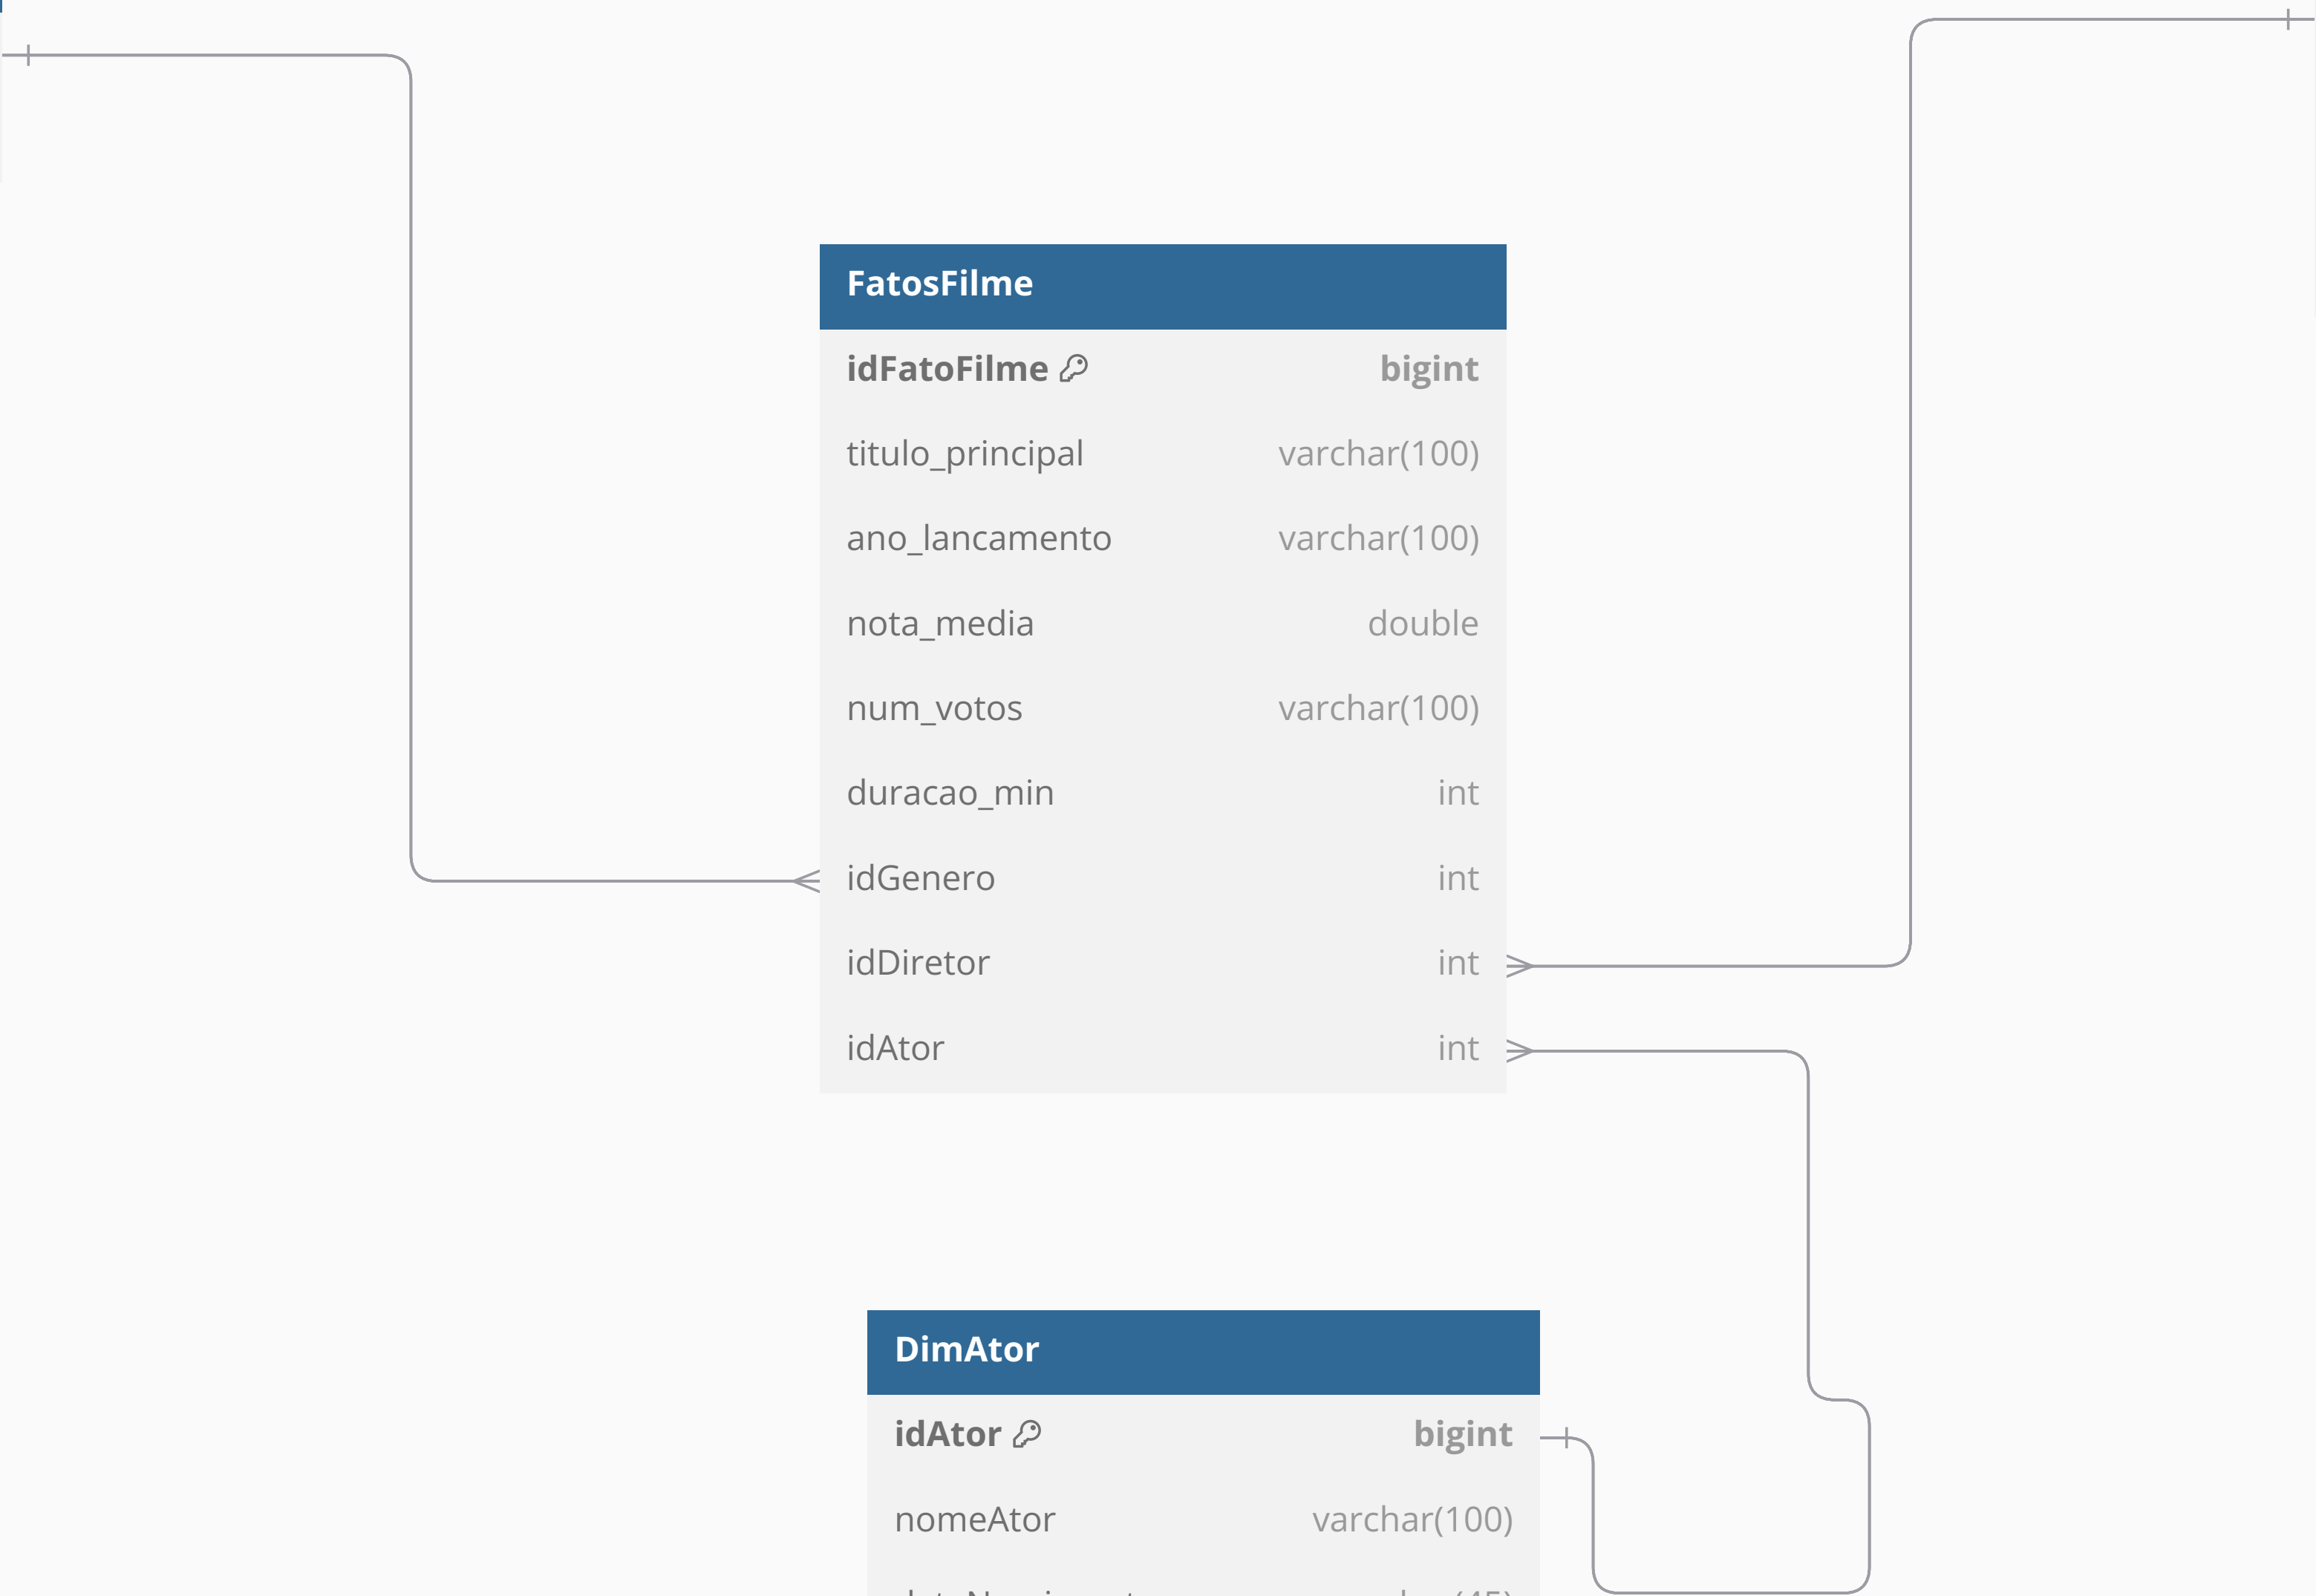 FatosFilme
idFatoFilme bigint
titulo_principal varchar(100)
ano_lancamento varchar(100)
nota_media double
num_votos varchar(100)
duracao_min int
idGenero int
idDiretor int
idAtor int
DimAtor
idAtor bigint
nomeAtor varchar(100)